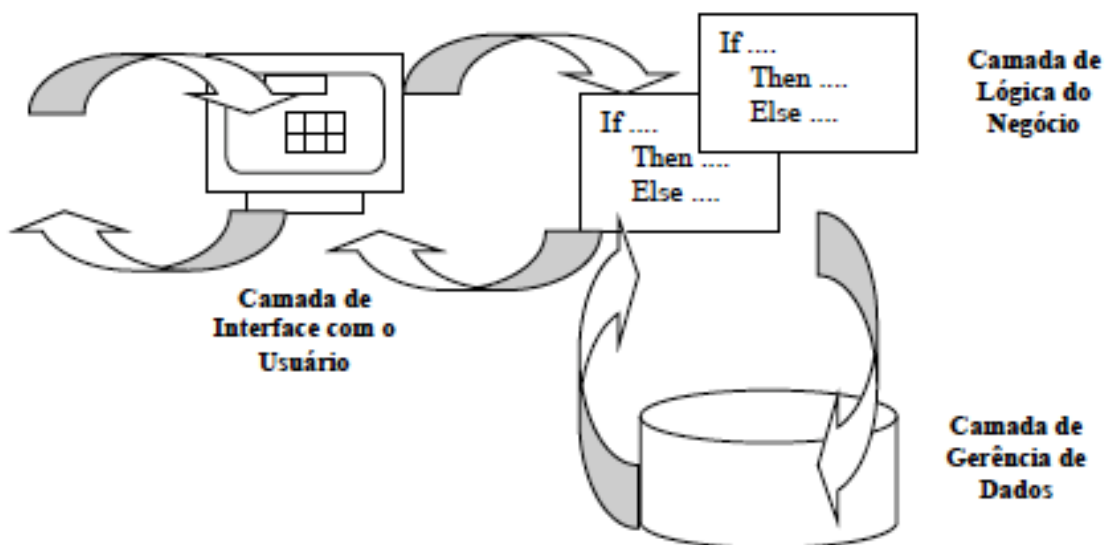 If ....
Then ....
Else ....
Camada de
Lógica do
Negócio
If ....
Then ....
Else ....
Camada de
Interface com o
Usuário
Camada de
Gerência de
Dados